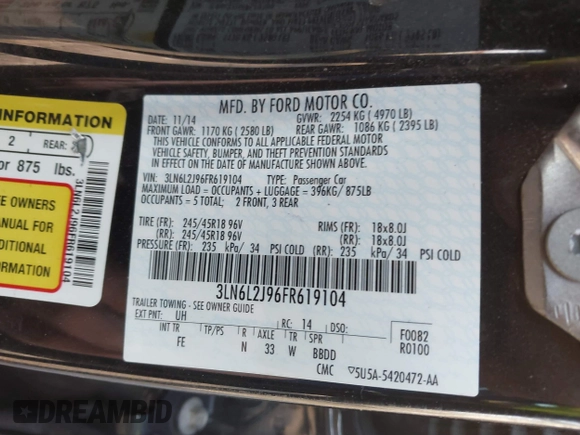 INFORMATION
2
REAR:
or 875 lbs.
SEE OWNERS
MANUAL FOR
ADDITIONAL
INFORMATION
3LN6L2J96FR619104
MFD. BY FORD MOTOR CO.
DATE: 11/14 GVWR: 2254 KG ( 4970 LB)
FRONT GAWR: 1170 KG ( 2580 LB) REAR GAWR: 1086 KG ( 2395 LB)
THIS VEHICLE CONFORMS TO ALL APPLICABLE FEDERAL MOTOR
VEHICLE SAFETY, BUMPER, AND THEFT PREVENTION STANDARDS
IN EFFECT ON THE DATE OF MANUFACTURE SHOWN ABOVE.
VIN: 3LN6L2J96FR619104 TYPE: Passenger Car
MAXIMUM LOAD = OCCUPANTS + LUGGAGE = 396KG/ 875LB
OCCUPANTS = 5 TOTAL: 2 FRONT, 3 REAR
TIRE (FR): 245/45R18 96V RIMS (FR): 18x8.0J
(RR): 245/45R18 96V (RR): 18x8.0J
PRESSURE (FR): 235 kPa/ 34 PSI COLD (RR): 235 kPa/ 34 PSI COLD
3LN6L2J96FR619104
TRAILER TOWING - SEE OWNER GUIDE
EXT PNT: UH RC: 14 DSO: F0082
INT TR TP/PS R AXLE TR SPR R0100
FE N 33 W BBDD
CMC ▽5U5A-5420472-AA
DREAMBID